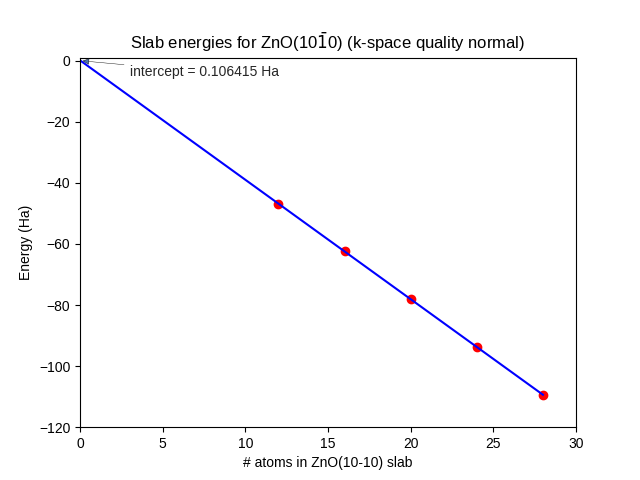 Slab energies for ZnO(101̄0) (k-space quality normal)
intercept = 0.106415 Ha
0
−20
−40
−60
−80
−100
−120
Energy (Ha)
0 5 10 15 20 25 30
# atoms in ZnO(10-10) slab